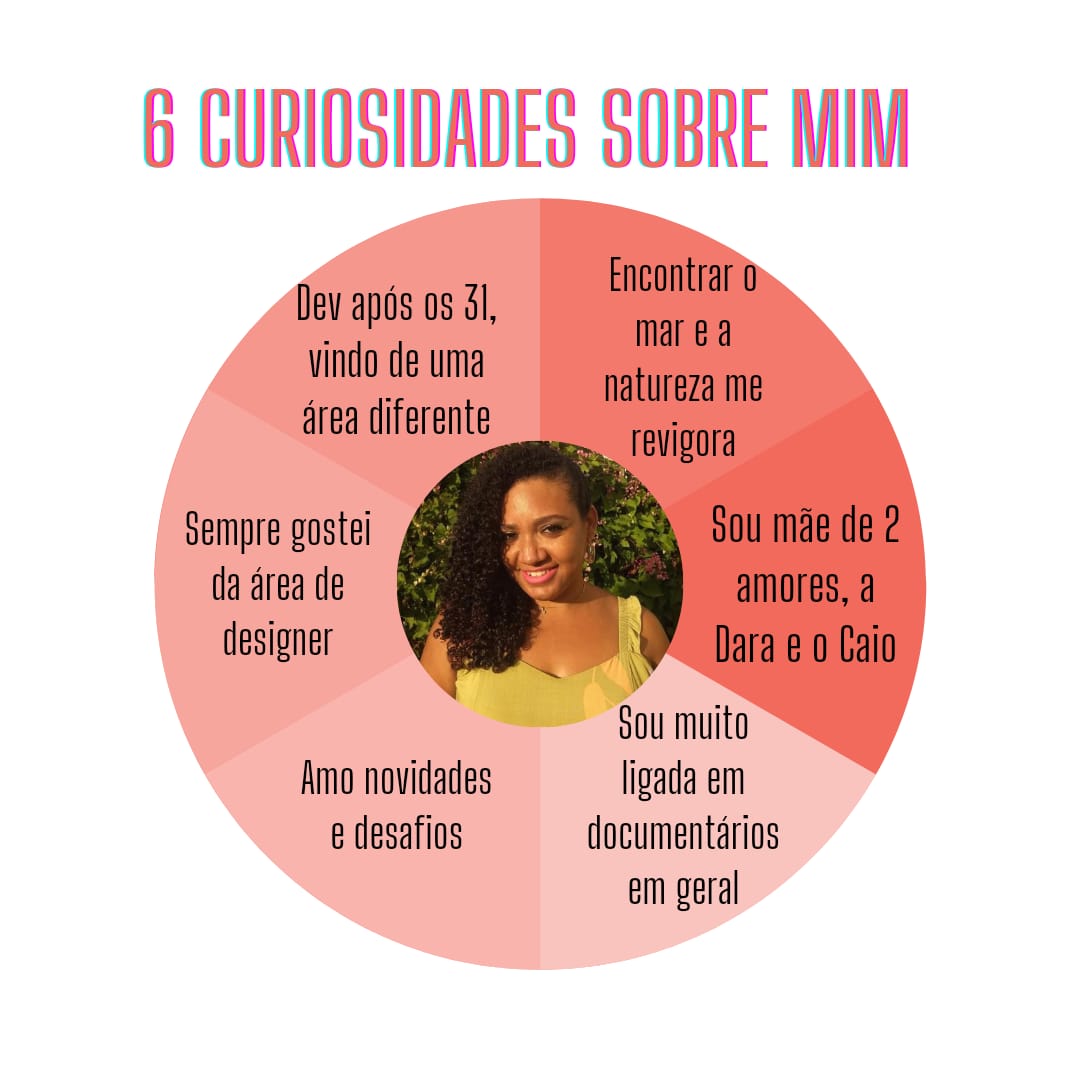 6 CURIOSIDADES SOBRE MIM
Dev após os 31,
vindo de uma
área diferente
Encontrar o
mar e a
natureza me
revigora
Sempre gostei
da área de
designer
Sou mãe de 2
amores, a
Dara e o Caio
Amo novidades
e desafios
Sou muito
ligada em
documentários
em geral